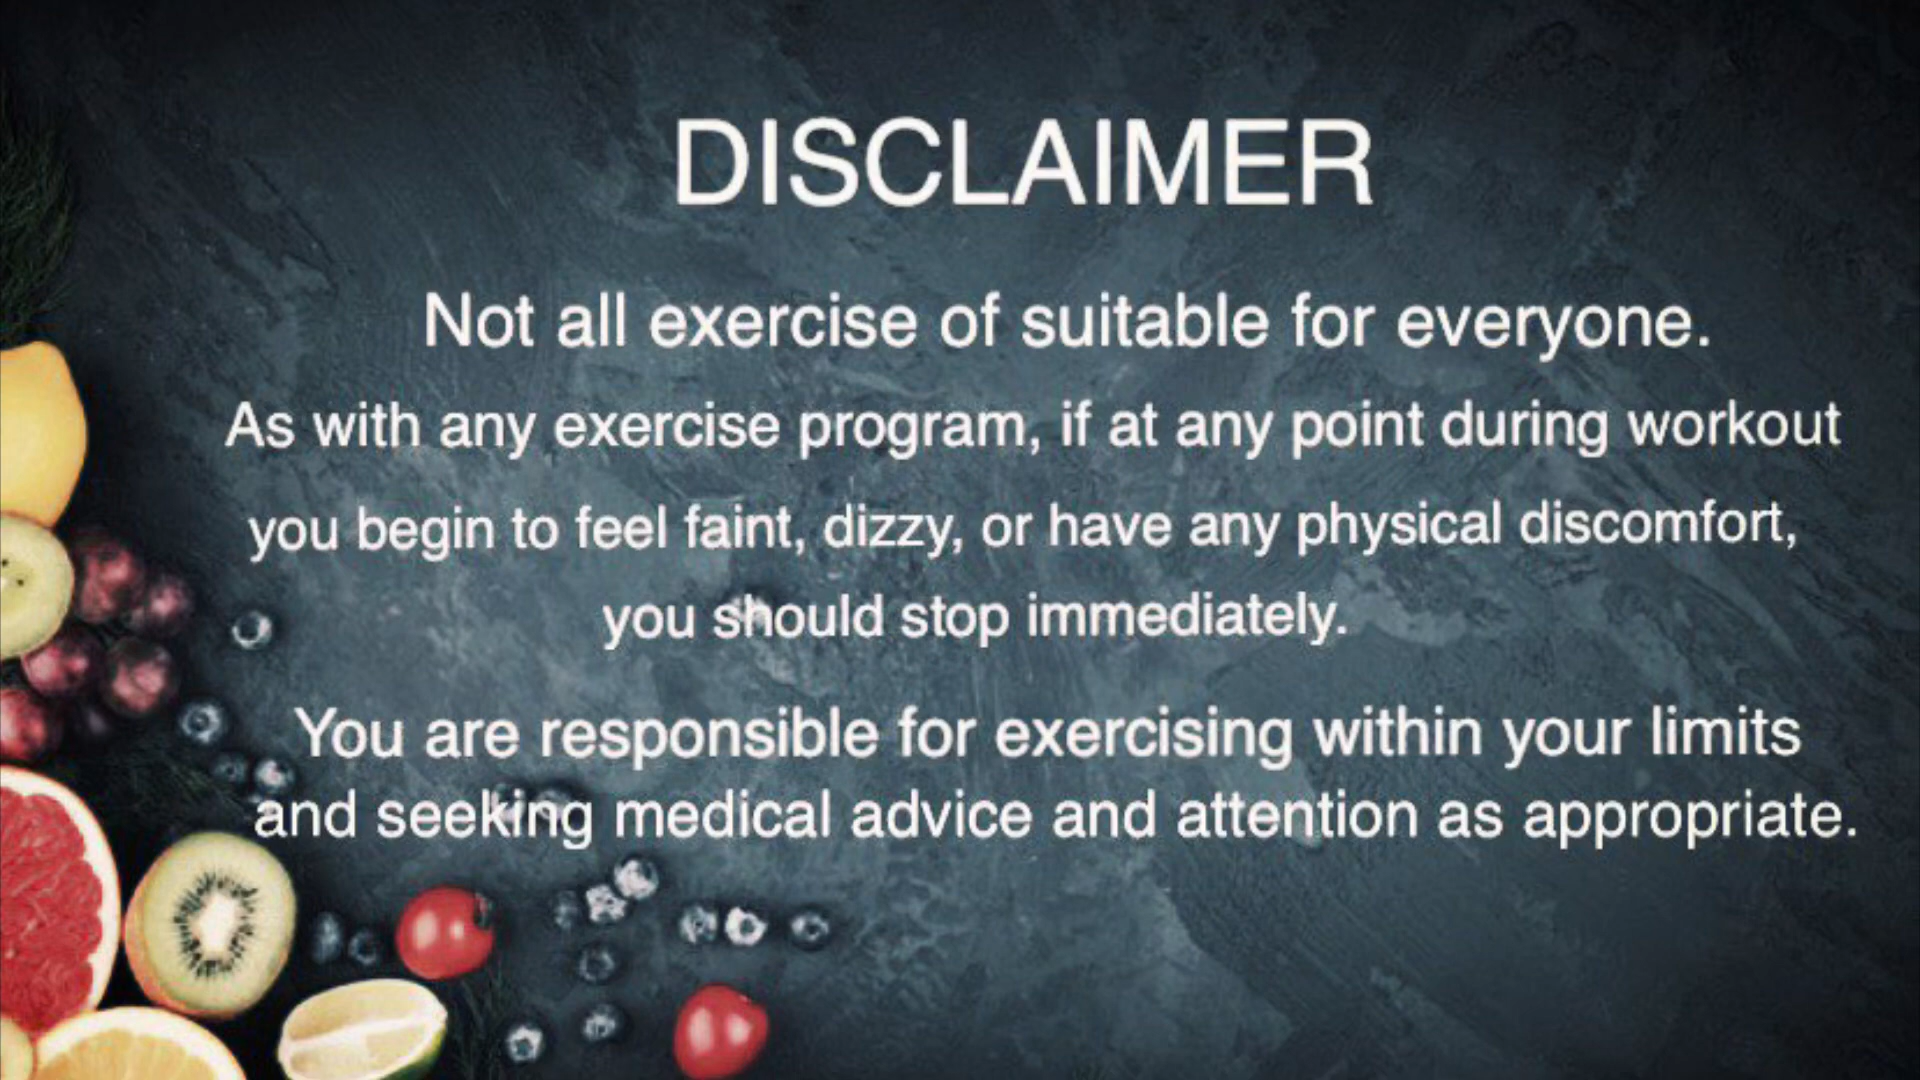 DISCLAIMER
Not all exercise of suitable for everyone.
As with any exercise program, if at any point during workout
you begin to feel faint, dizzy, or have any physical discomfort,
you should stop immediately.
You are responsible for exercising within your limits
and seeking medical advice and attention as appropriate.